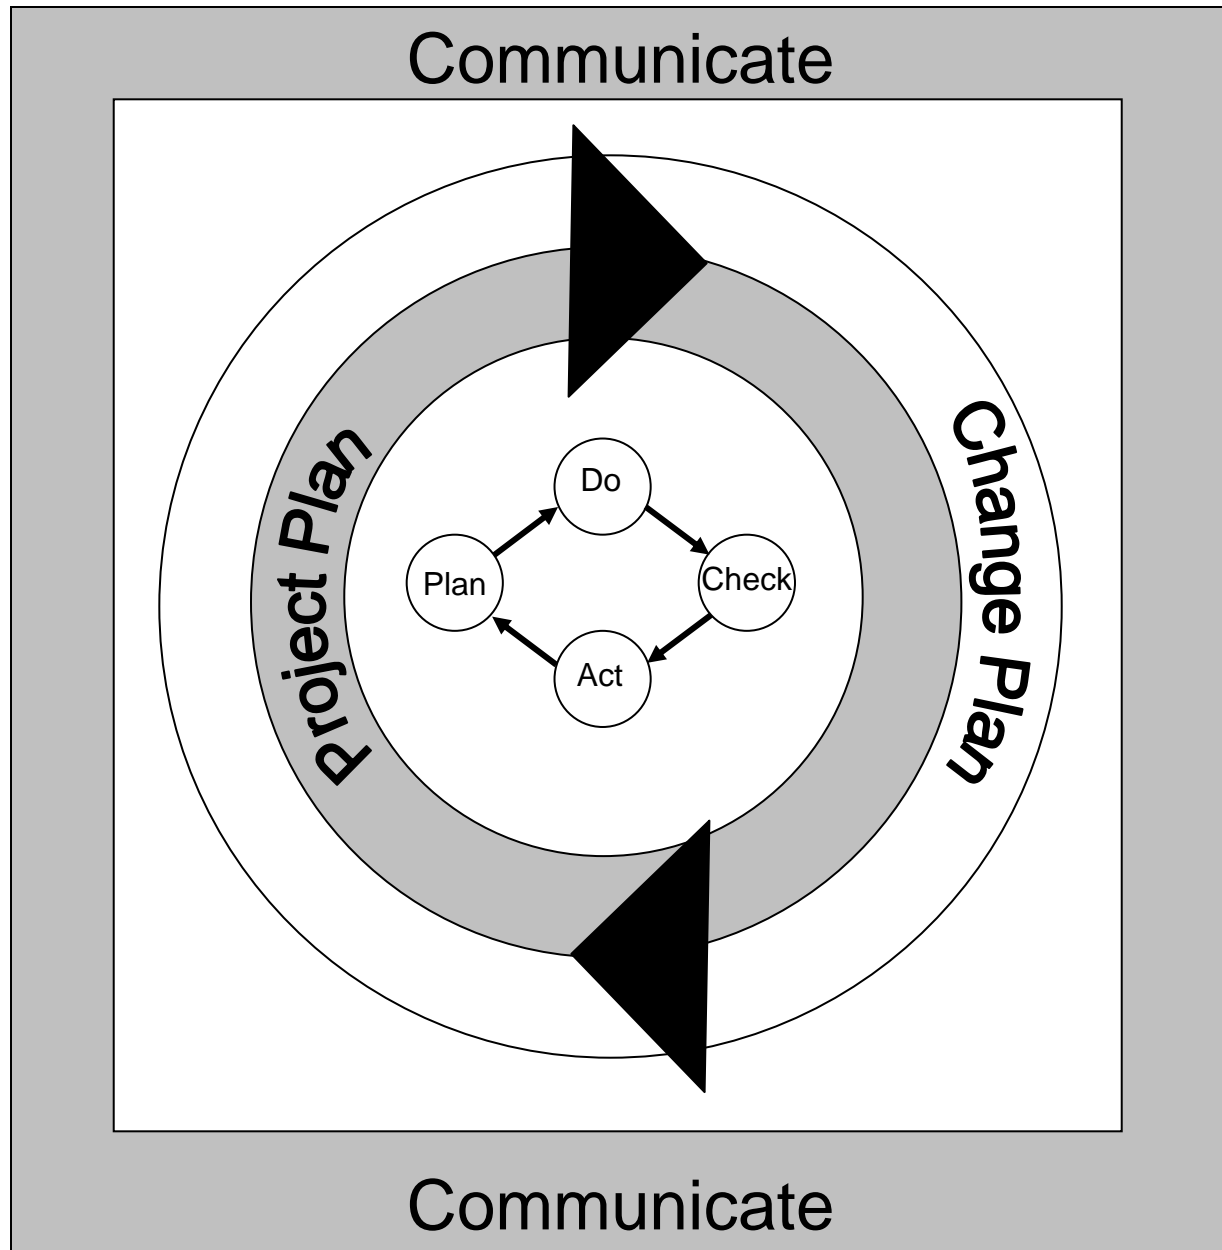 Communicate
Project Plan
Change Plan
Do
Plan
Check
Act
Communicate